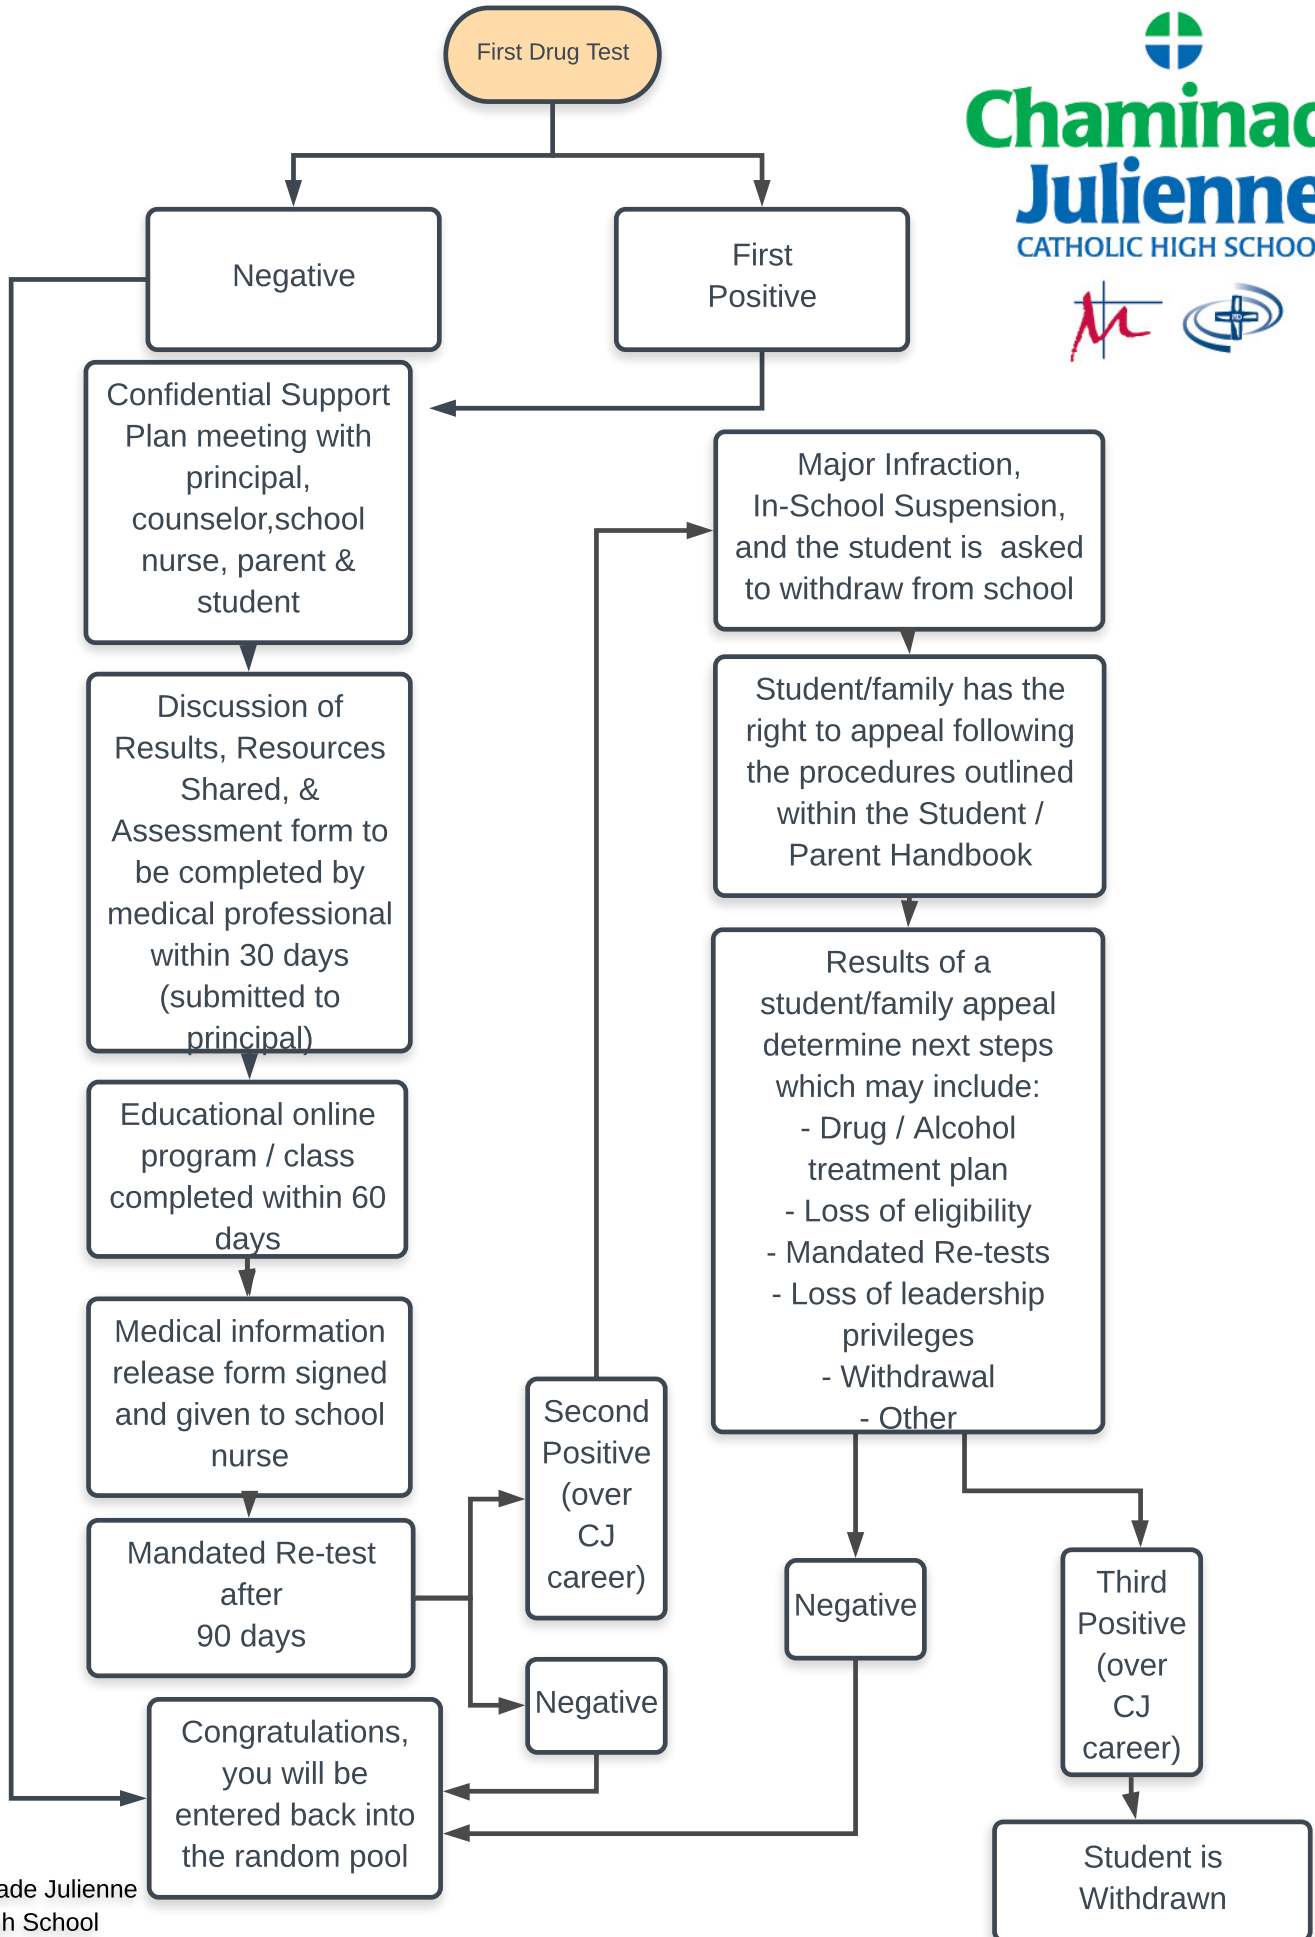 First Drug Test
Chaminad
Julienne
CATHOLIC HIGH SCHOO
Negative
First
Positive
Confidential Support
Plan meeting with
principal,
counselor,school
nurse, parent &
student
Discussion of
Results, Resources
Shared, &
Assessment form to
be completed by
medical professional
within 30 days
(submitted to
principal)
Educational online
program / class
completed within 60
days
Medical information
release form signed
and given to school
nurse
Mandated Re-test
after
90 days
Second
Positive
(over
CJ
career)
Negative
Congratulations,
you will be
entered back into
the random pool
Major Infraction,
In-School Suspension,
and the student is  asked
to withdraw from school
Student/family has the
right to appeal following
the procedures outlined
within the Student /
Parent Handbook
Results of a
student/family appeal
determine next steps
which may include:
- Drug / Alcohol
treatment plan
- Loss of eligibility
- Mandated Re-tests
- Loss of leadership
privileges
- Withdrawal
- Other
Negative
Third
Positive
(over
CJ
career)
Student is
Withdrawn
ade Julienne
h School